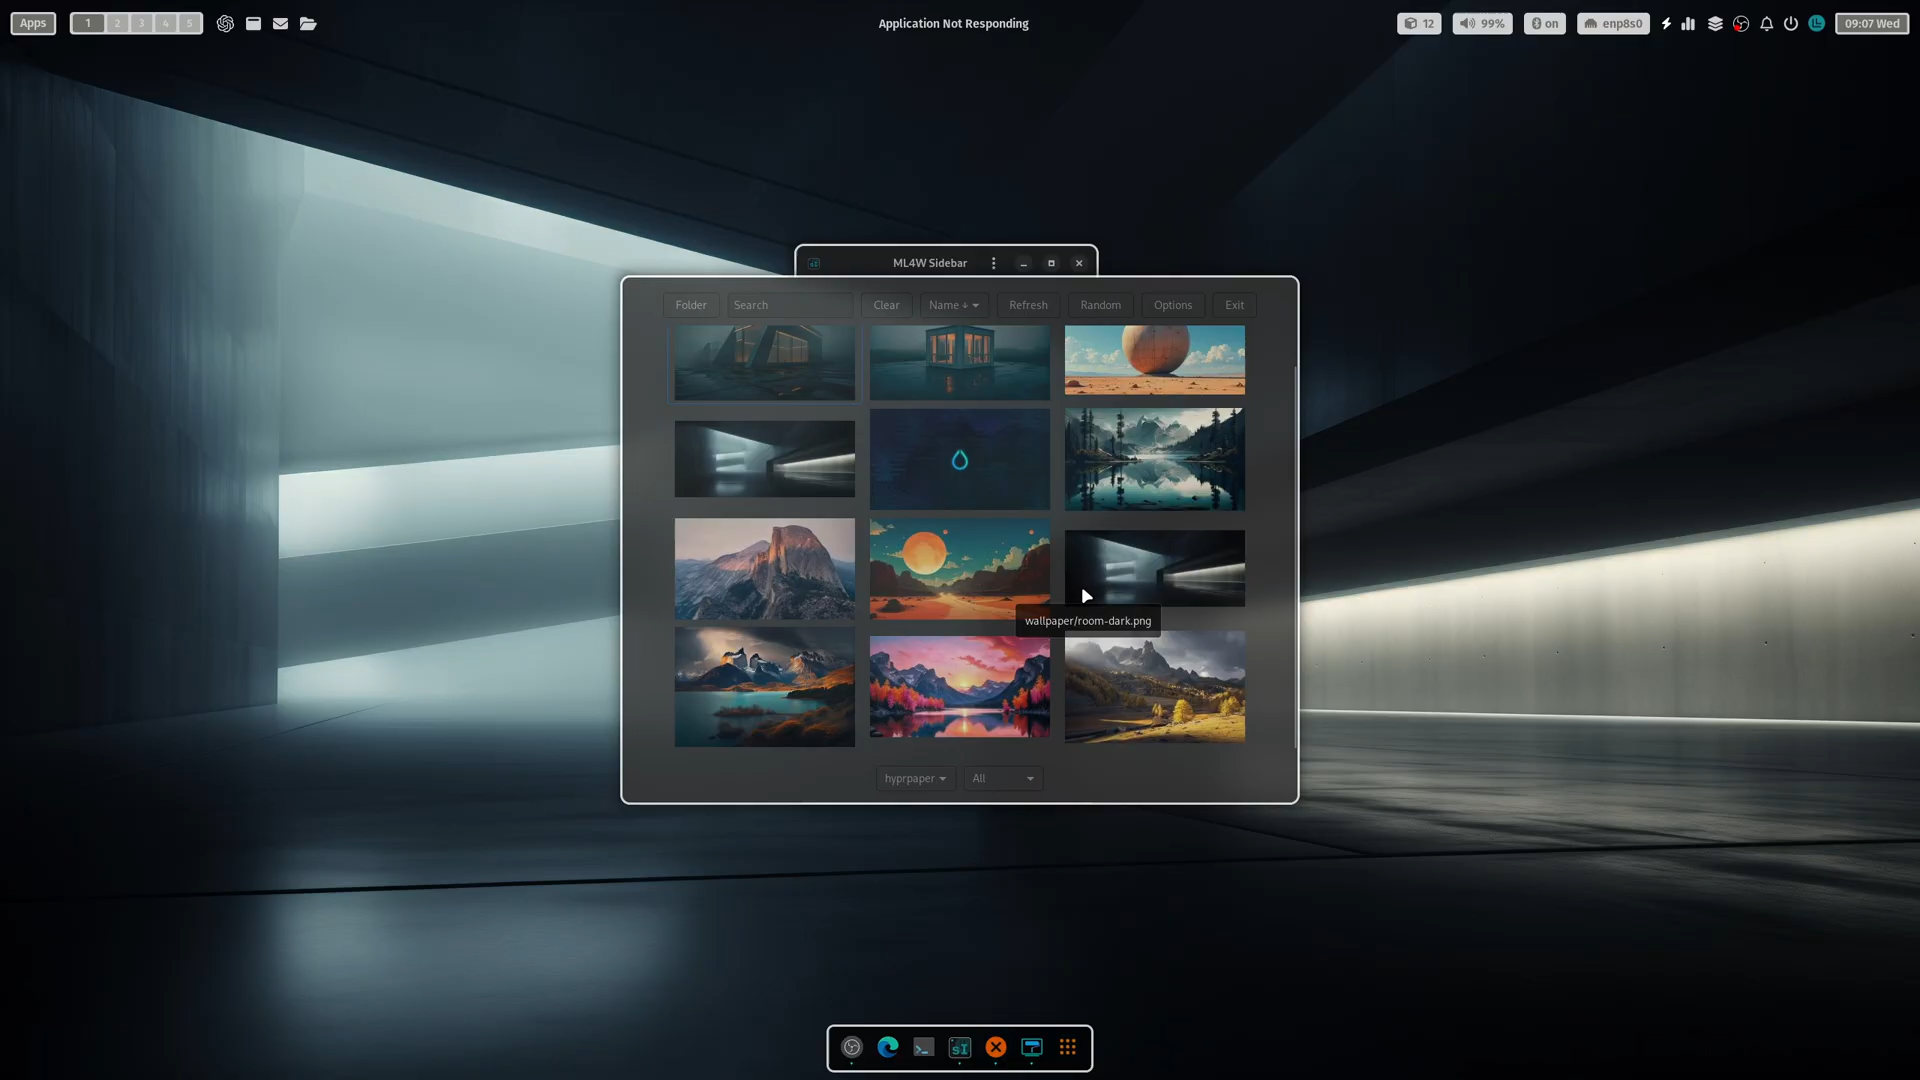 Apps
1 2 3 4 5
Application Not Responding
12
99%
on
enp8s0
09:07 Wed
ML4W Sidebar
Folder
Search
Clear
Name ↓
Refresh
Random
Options
Exit
wallpaper/room-dark.png
hyprpaper
All
sI